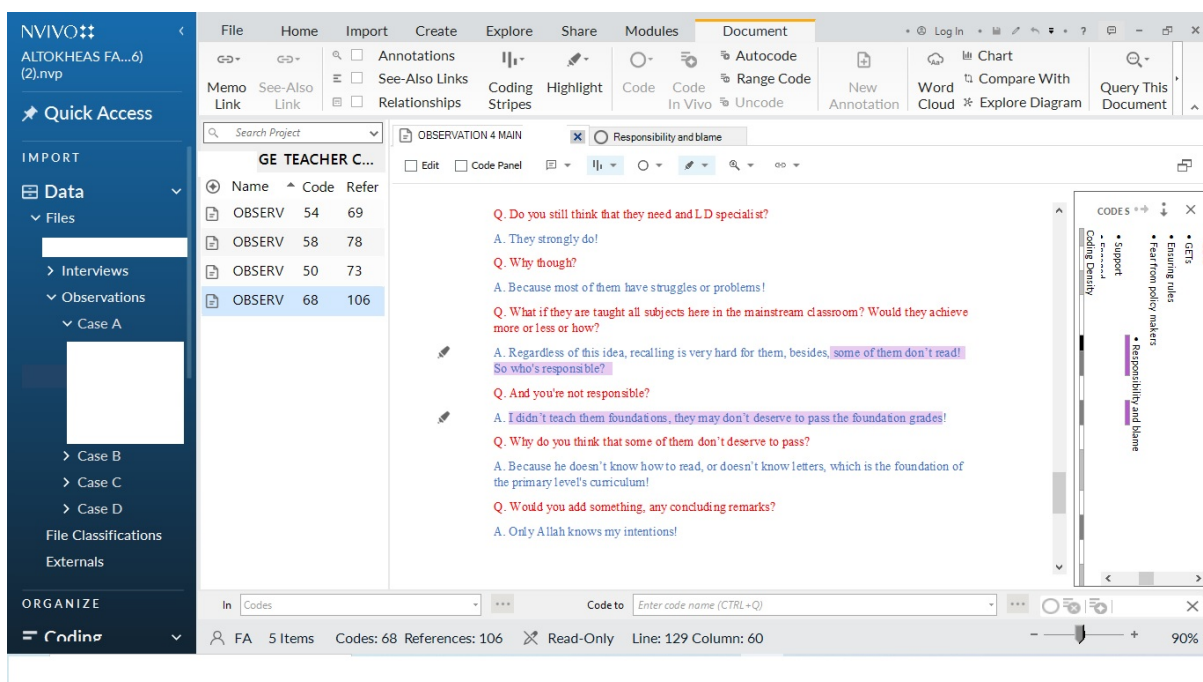 NVIVO
ALTOKHEAS FA...6)
(2).nvp
Quick Access
IMPORT
Data
Files
Interviews
Observations
Case A
Case B
Case C
Case D
File Classifications
Externals
ORGANIZE
Coding
File Home Import Create Explore Share Modules Document Log In ?
Memo Link
See-Also Link
Annotations
See-Also Links
Relationships
Coding Stripes
Highlight
Code
Code In Vivo
Autocode
Range Code
Uncode
New Annotation
Word Cloud
Chart
Compare With
Explore Diagram
Query This Document
Search Project
GE TEACHER C...
Name Code Refer
OBSERV 54 69
OBSERV 58 78
OBSERV 50 73
OBSERV 68 106
OBSERVATION 4 MAIN
Responsibility and blame
Edit Code Panel
Q. Do you still think that they need and LD specialist?
A. They strongly do!
Q. Why though?
A. Because most of them have struggles or problems!
Q. What if they are taught all subjects here in the mainstream classroom? Would they achieve
more or less or how?
A. Regardless of this idea, recalling is very hard for them, besides, some of them don't read!
So who's responsible?
Q. And you're not responsible?
A. I didn't teach them foundations, they may don't deserve to pass the foundation grades!
Q. Why do you think that some of them don't deserve to pass?
A. Because he doesn't know how to read, or doesn't know letters, which is the foundation of
the primary level's curriculum!
Q. Would you add something, any concluding remarks?
A. Only Allah knows my intentions!
CODES
GETs
Ensuring rules
Fear from policy makers
Responsibility and blame
Support
Coding Density
In Codes
Code to Enter code name (CTRL+Q)
FA 5 Items Codes: 68 References: 106 Read-Only Line: 129 Column: 60 90%